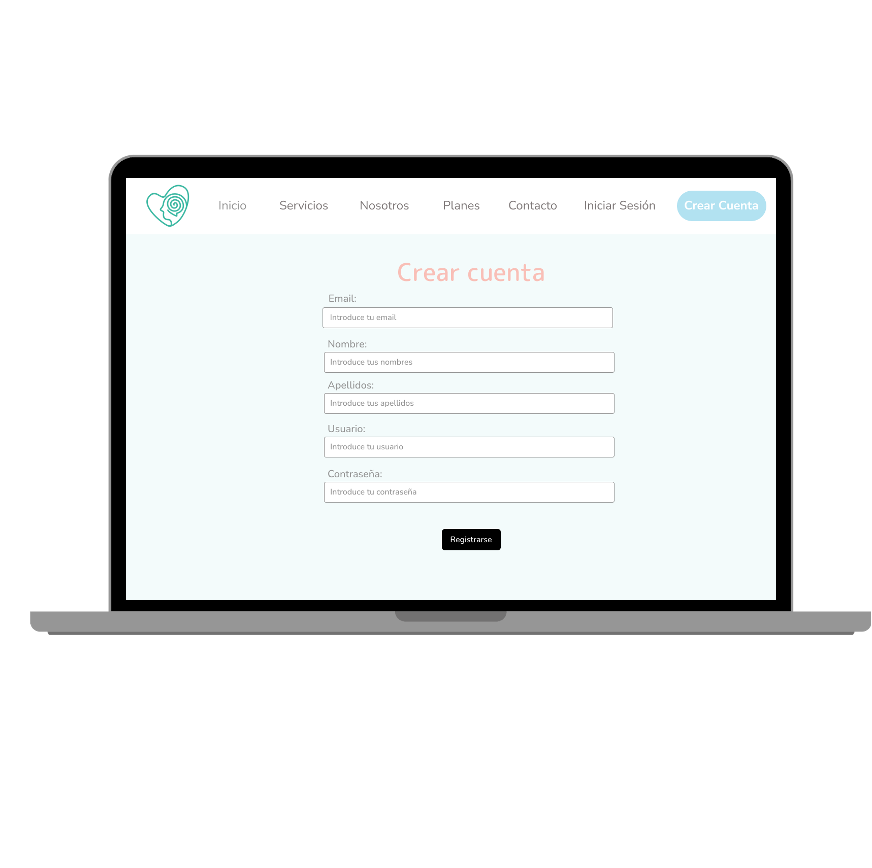 Inicio Servicios Nosotros Planes Contacto Iniciar Sesión Crear Cuenta
Crear cuenta
Email:
Introduce tu email
Nombre:
Introduce tus nombres
Apellidos:
Introduce tus apellidos
Usuario:
Introduce tu usuario
Contraseña:
Introduce tu contraseña
Registrarse